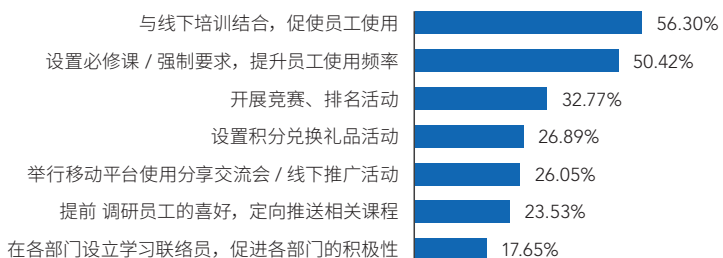 与线下培训结合，促使员工使用 56.30%
设置必修课 / 强制要求，提升员工使用频率 50.42%
开展竞赛、排名活动 32.77%
设置积分兑换礼品活动 26.89%
举行移动平台使用分享交流会 / 线下推广活动 26.05%
提前 调研员工的喜好，定向推送相关课程 23.53%
在各部门设立学习联络员，促进各部门的积极性 17.65%